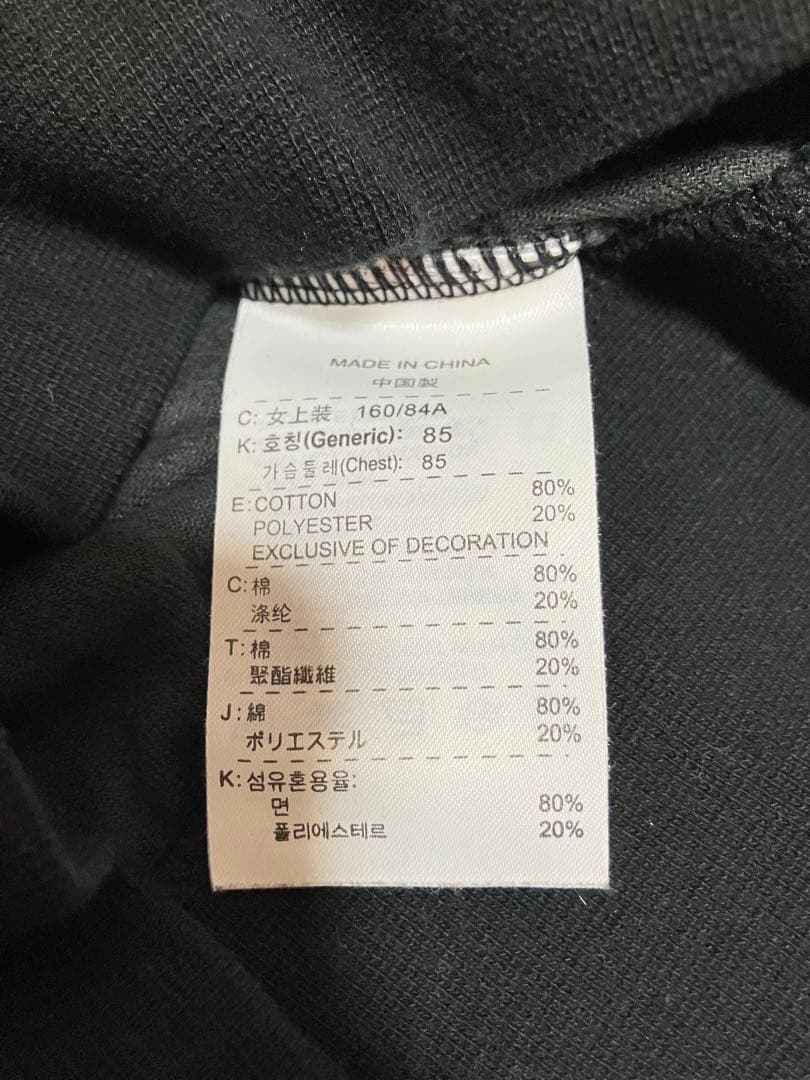 MADE IN CHINA
中国製
C: 女上装 160/84A
K: 호칭(Generic): 85
가슴둘레(Chest): 85
E: COTTON 80%
POLYESTER 20%
EXCLUSIVE OF DECORATION
C: 棉 80%
涤纶 20%
T: 棉 80%
聚酯纖維 20%
J: 綿 80%
ポリエステル 20%
K: 섬유혼용율:
면 80%
폴리에스테르 20%